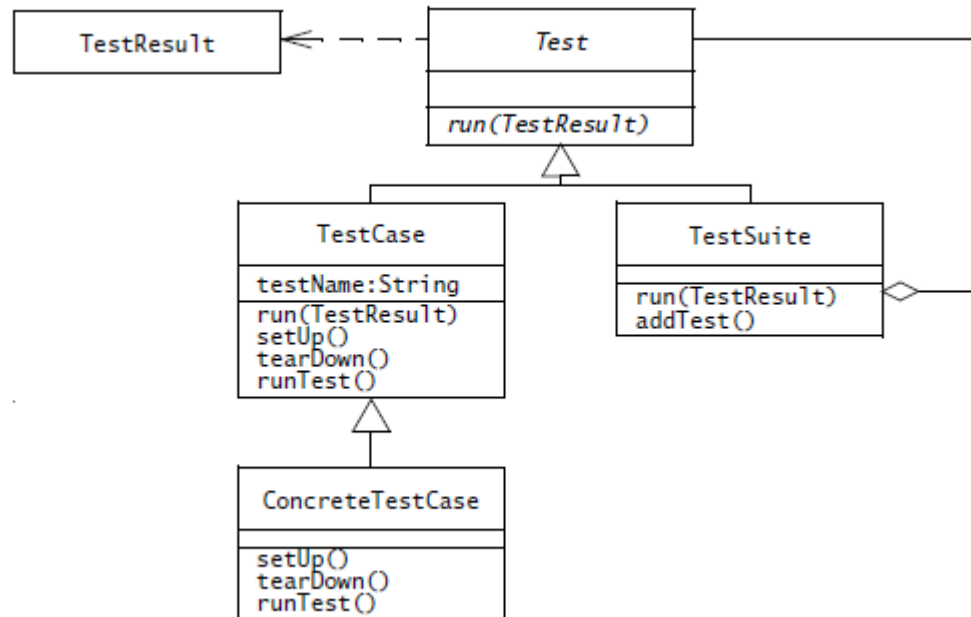 TestResult
Test
run(TestResult)
TestCase
testName:String
run(TestResult)
setUp()
tearDown()
runTest()
TestSuite
run(TestResult)
addTest()
ConcreteTestCase
setUp()
tearDown()
runTest()